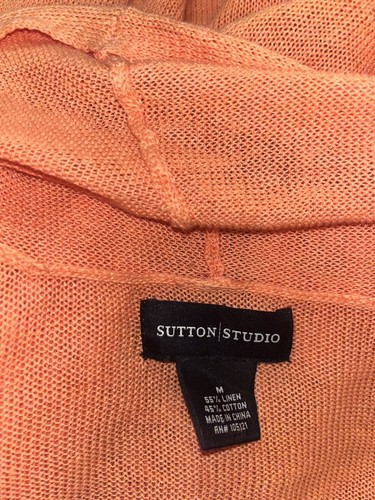 SUTTON|STUDIO
M
55% LINEN
45% COTTON
MADE IN CHINA
RN# 105121